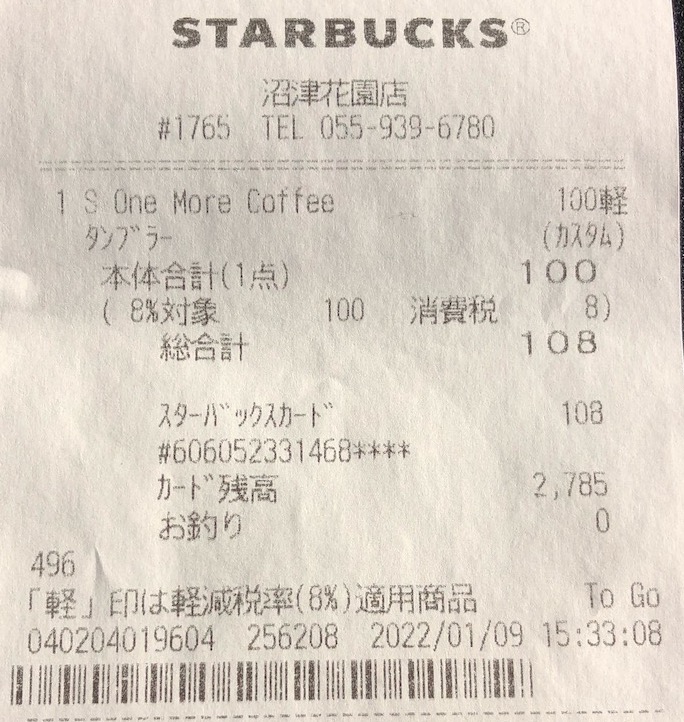 STARBUCKS®
沼津花園店
#1765 TEL 055-939-6780
1 S One More Coffee 100軽
ﾀﾝﾌﾞﾗｰ (ｶｽﾀﾑ)
本体合計(1点) 100
( 8%対象 100 消費税 8)
総合計 108
ｽﾀｰﾊﾞｯｸｽｶｰﾄﾞ 108
#606052331468****
ｶｰﾄﾞ残高 2,785
お釣り 0
496
「軽」印は軽減税率(8%)適用商品 To Go
040204019604 256208 2022/01/09 15:33:08